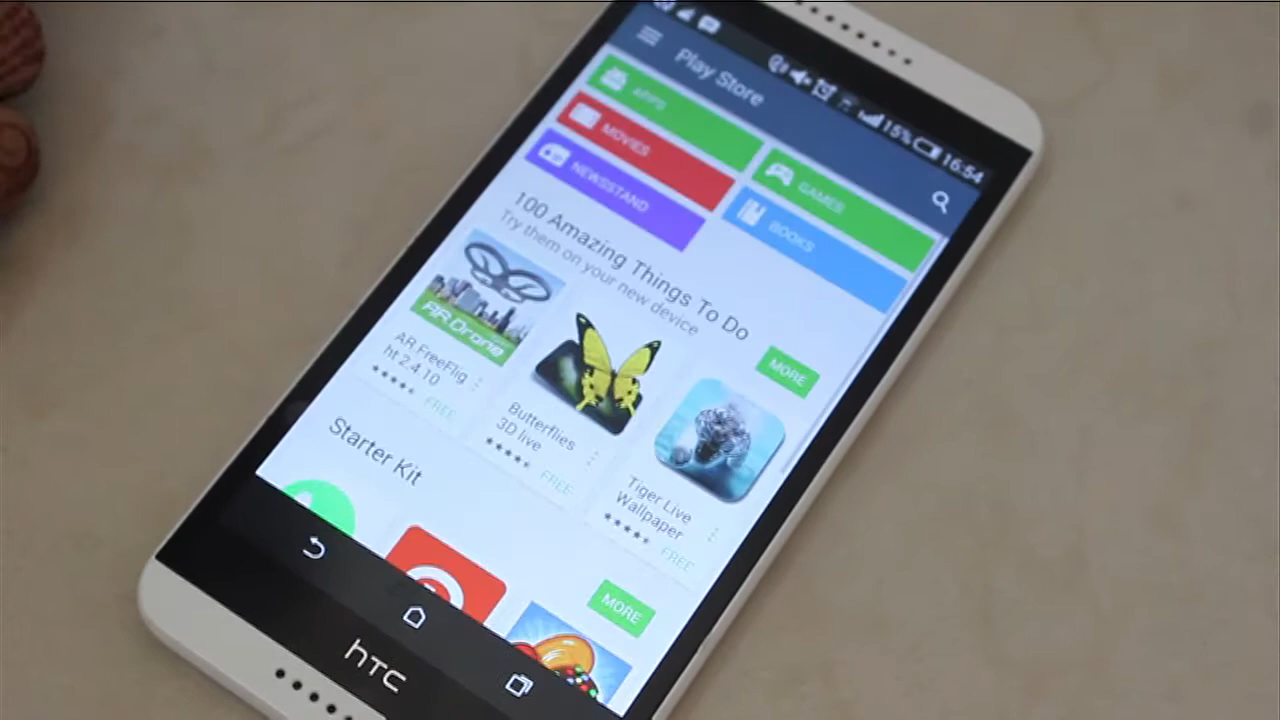 15% 16:54
Play Store
APPS
GAMES
MOVIES
BOOKS
NEWSSTAND
100 Amazing Things To Do
Try them on your new device
MORE
AR.Drone
AR.FreeFlig
ht 2.4.10
FREE
Butterflies
3D live
FREE
Tiger Live
Wallpaper
FREE
Starter Kit
MORE
hTC